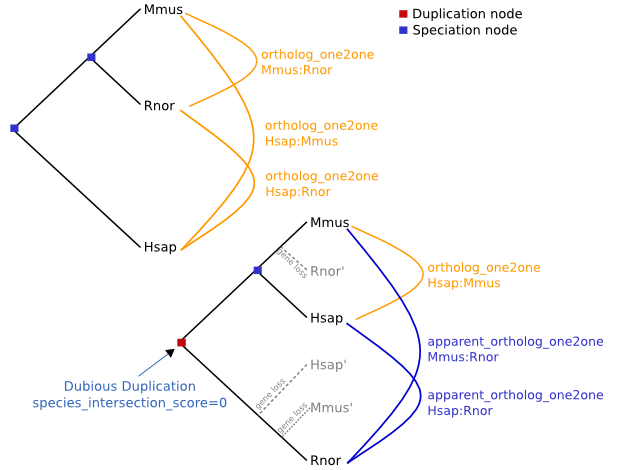 Mmus
Duplication node
Speciation node
ortholog_one2one
Mmus:Rnor
Rnor
ortholog_one2one
Hsap:Mmus
ortholog_one2one
Hsap:Rnor
Hsap
Mmus
gene loss
Rnor'
ortholog_one2one
Hsap:Mmus
Hsap
apparent_ortholog_one2one
Mmus:Rnor
Hsap'
gene loss
Dubious Duplication
species_intersection_score=0
apparent_ortholog_one2one
Hsap:Rnor
gene loss
Mmus'
Rnor